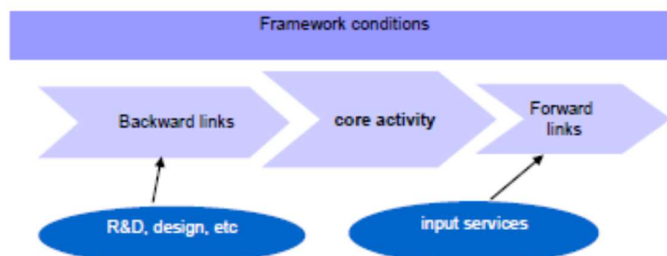 Framework conditions
Backward links
core activity
Forward
links
R&D, design, etc
input services